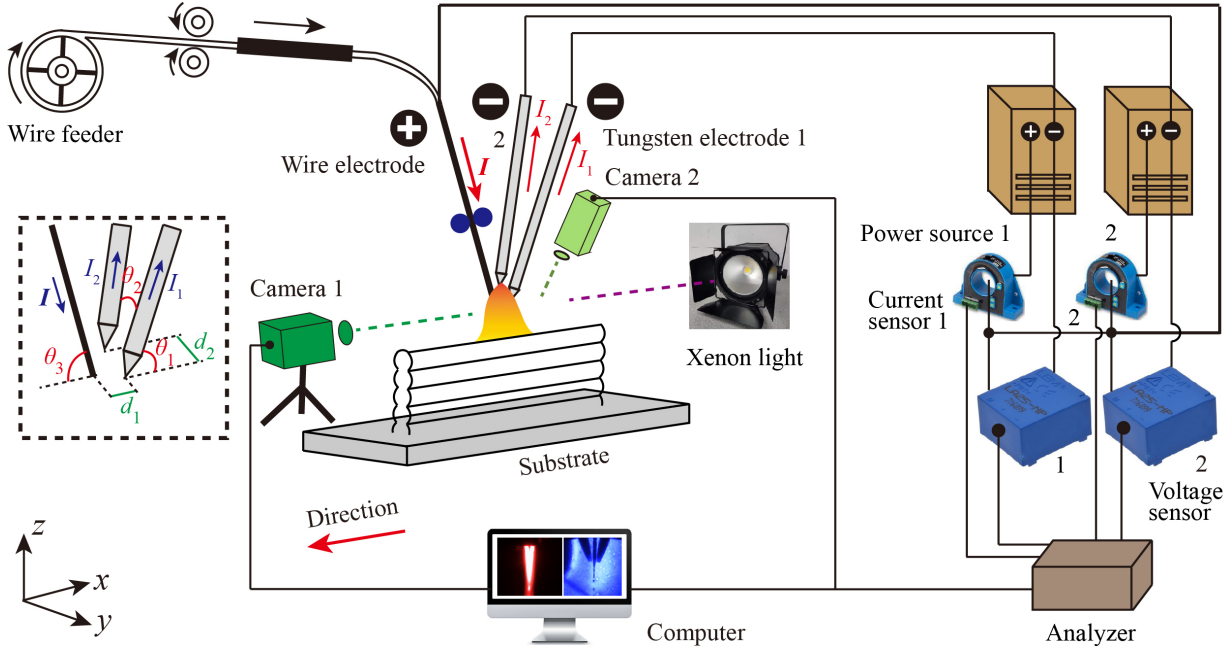 Wire feeder
Wire electrode
2
I₂
I
I₁
Tungsten electrode 1
Camera 2
Power source 1
2
Current
sensor 1
2
Xenon light
Camera 1
I
I₂
θ₂
I₁
θ₃
θ₁
d₂
d₁
1
2
Voltage
sensor
Substrate
Direction
z
x
y
Computer
Analyzer